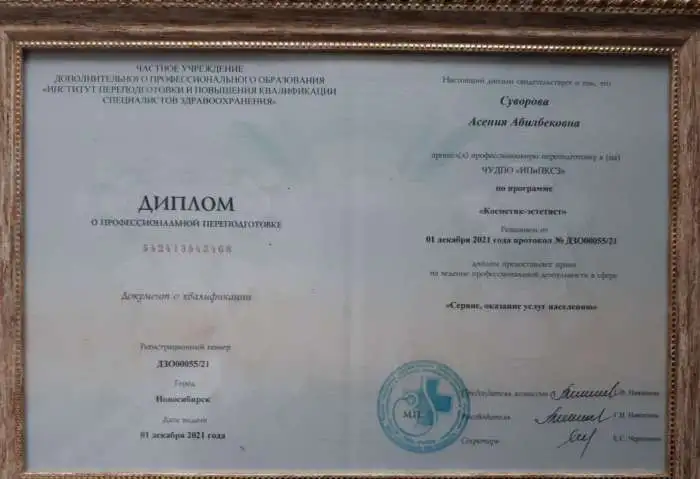 ЧАСТНОЕ УЧРЕЖДЕНИЕ
ДОПОЛНИТЕЛЬНОГО ПРОФЕССИОНАЛЬНОГО ОБРАЗОВАНИЯ
«ИНСТИТУТ ПЕРЕПОДГОТОВКИ И ПОВЫШЕНИЯ КВАЛИФИКАЦИИ
СПЕЦИАЛИСТОВ ЗДРАВООХРАНЕНИЯ»
ДИПЛОМ
О ПРОФЕССИОНАЛЬНОЙ ПЕРЕПОДГОТОВКЕ
Документ о квалификации
Регистрационный номер
ДЗО00055/21
Город
Новосибирск
Дата выдачи
01 декабря 2021 года
Настоящий диплом свидетельствует о том, что
Суворова
Асения Абилбековна
прошел(а) профессиональную переподготовку в (на)
ЧУДПО «ИПиПКСЗ»
по программе
«Косметик-эстетист»
Решением от
01 декабря 2021 года протокол № ДЗО00055/21
диплом предоставляет право
на ведение профессиональной деятельности в сфере
«Сервис, оказание услуг населению»
М.П.
Председатель комиссии
Руководитель
Секретарь